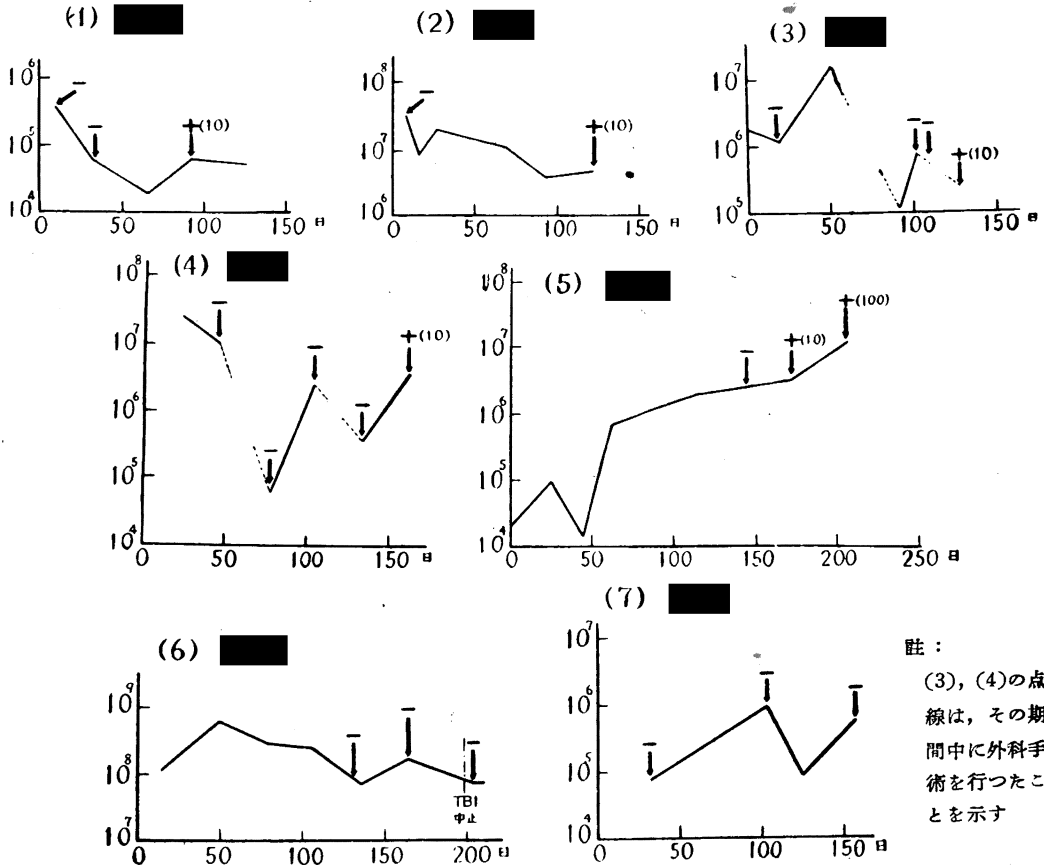 (1)
10⁶
10⁵
10⁴
− − +(10)
0 50 100 150 日
(2)
10⁸
10⁷
10⁶
− +(10)
0 50 100 150 日
(3)
10⁷
10⁶
10⁵
− − − +(10)
0 50 100 150 200 日
(4)
10⁸
10⁷
10⁶
10⁵
10⁴
− − − − +(10)
0 50 100 150 日
(5)
10⁸
10⁷
10⁶
10⁵
10⁴
− +(10) +(100)
0 50 100 150 200 250 日
(6)
10⁹
10⁸
10⁷
− − −
TBI
中止
0 50 100 150 200 日
(7)
10⁷
10⁶
10⁵
10⁴
− − −
0 50 100 150 日
註：
(3), (4)の点
線は，その期
間中に外科手
術を行つたこ
とを示す